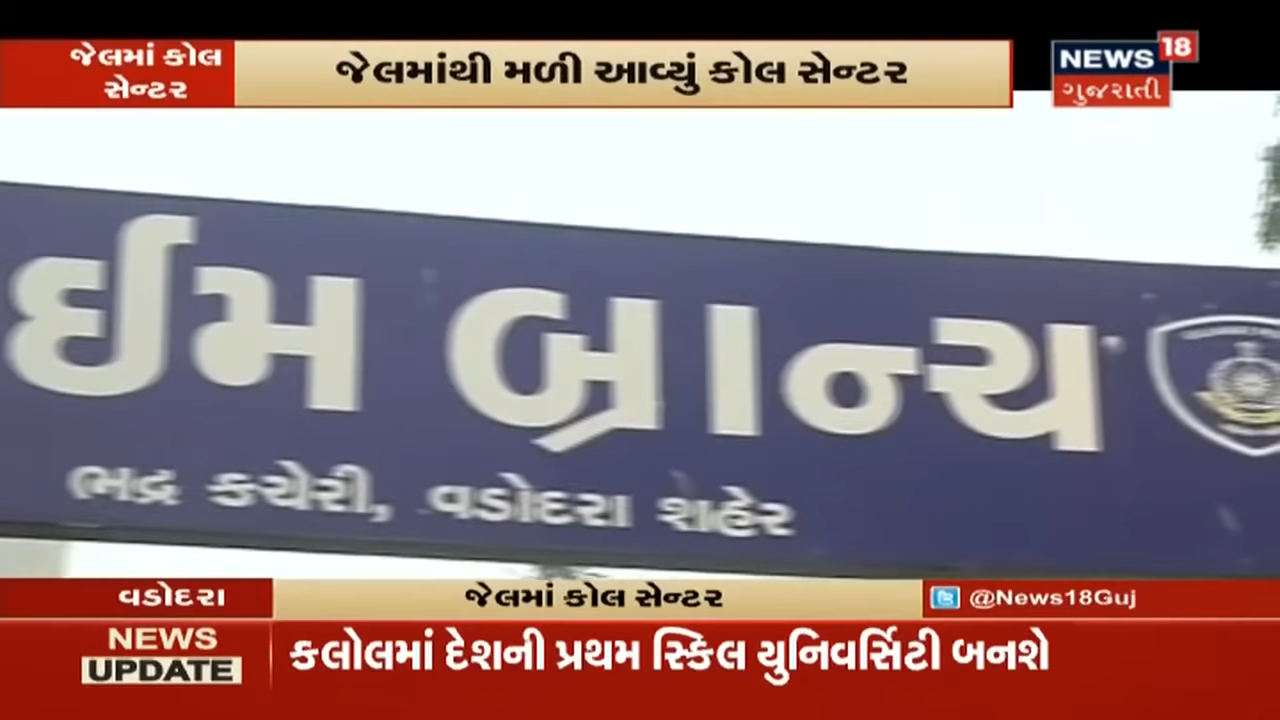 જેલમાં કોલ
સેન્ટર
જેલમાંથી મળી આવ્યું કોલ સેન્ટર
NEWS 18
ગુજરાતી
ઈમ બ્રાન્ચ
ભદ્ર કચેરી, વડોદરા શહેર
વડોદરા
જેલમાં કોલ સેન્ટર
@News18Guj
NEWS
UPDATE
કલોલમાં દેશની પ્રથમ સ્કિલ યુનિવર્સિટી બનશે